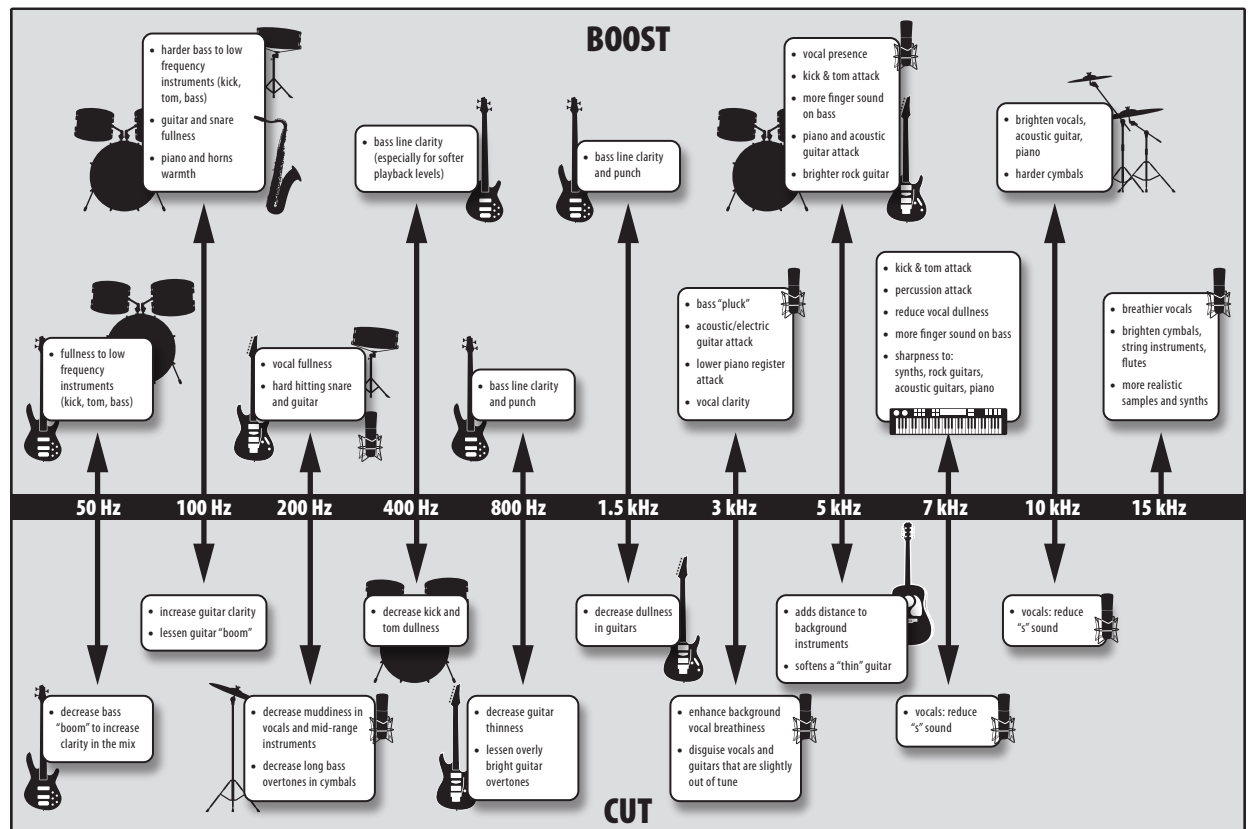 BOOST
• harder bass to low
frequency
instruments (kick,
tom, bass)
• guitar and snare
fullness
• piano and horns
warmth
• bass line clarity
(especially for softer
playback levels)
• bass line clarity
and punch
• vocal presence
• kick & tom attack
• more finger sound
on bass
• piano and acoustic
guitar attack
• brighter rock guitar
• brighten vocals,
acoustic guitar,
piano
• harder cymbals
• fullness to low
frequency
instruments
(kick, tom, bass)
• vocal fullness
• hard hitting snare
and guitar
• bass line clarity
and punch
• bass “pluck”
• acoustic/electric
guitar attack
• lower piano register
attack
• vocal clarity
• kick & tom attack
• percussion attack
• reduce vocal dullness
• more finger sound on bass
• sharpness to:
synths, rock guitars,
acoustic guitars, piano
• breathier vocals
• brighten cymbals,
string instruments,
flutes
• more realistic
samples and synths
50 Hz 100 Hz 200 Hz 400 Hz 800 Hz 1.5 kHz 3 kHz 5 kHz 7 kHz 10 kHz 15 kHz
• increase guitar clarity
• lessen guitar “boom”
• decrease kick and
tom dullness
• decrease dullness
in guitars
• adds distance to
background
instruments
• softens a “thin” guitar
• vocals: reduce
“s” sound
• decrease bass
“boom” to increase
clarity in the mix
• decrease muddiness in
vocals and mid-range
instruments
• decrease long bass
overtones in cymbals
• decrease guitar
thinness
• lessen overly
bright guitar
overtones
• enhance background
vocal breathiness
• disguise vocals and
guitars that are slightly
out of tune
• vocals: reduce
“s” sound
CUT